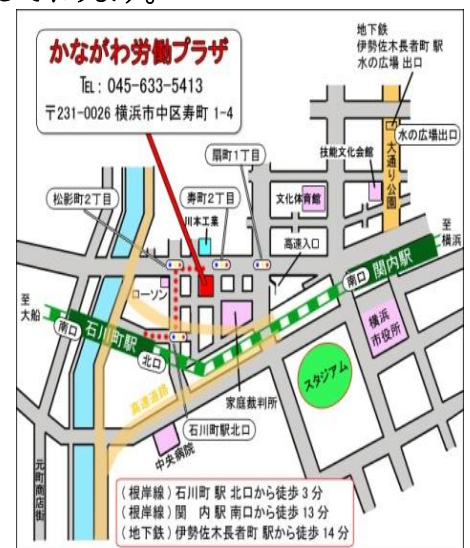 しております。
かながわ労働プラザ
TEL: 045-633-5413
〒231-0026 横浜市中区寿町 1-4
地下鉄
伊勢佐木長者町 駅
水の広場 出口
水の広場出口
大通り公園
技能文化会館
扇町1丁目
松影町2丁目
寿町2丁目
川本工業
文化体育館
高速入口
至
横浜
関内駅
南口
ローソン
至
大船
南口
石川町駅
北口
横浜
市役所
スタジアム
家庭裁判所
高速道路
石川町駅北口
中央病院
元町商店街
(根岸線)石川町 駅 北口から徒歩 3 分
(根岸線)関 内 駅 南口から徒歩 13 分
(地下鉄)伊勢佐木長者町 駅から徒歩 14 分